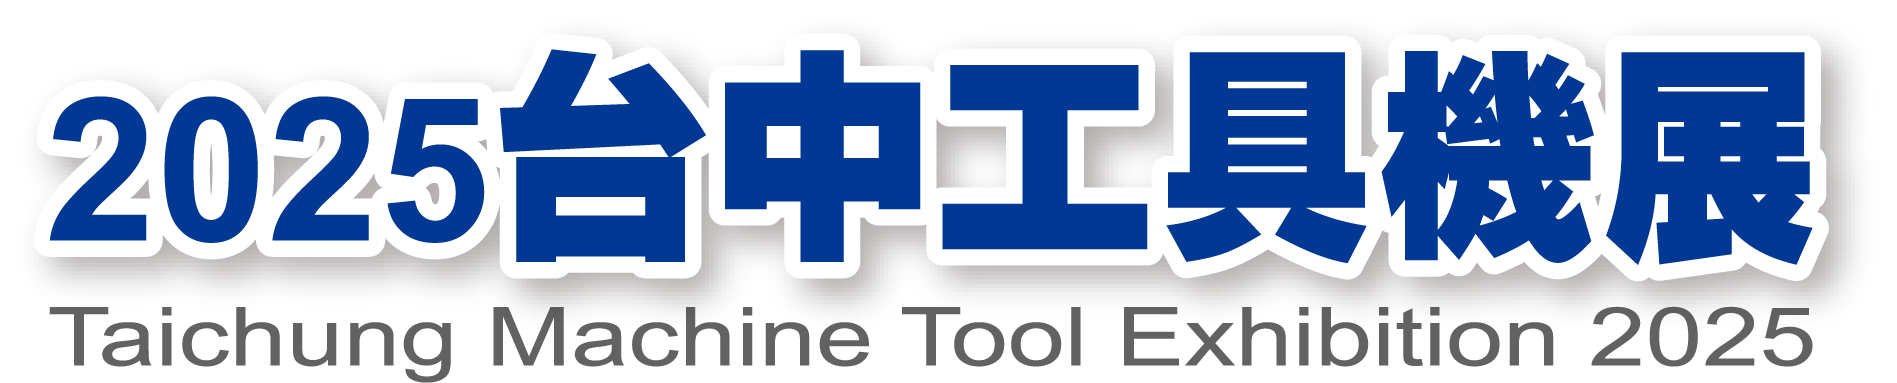 2025台中工具機展
Taichung Machine Tool Exhibition 2025